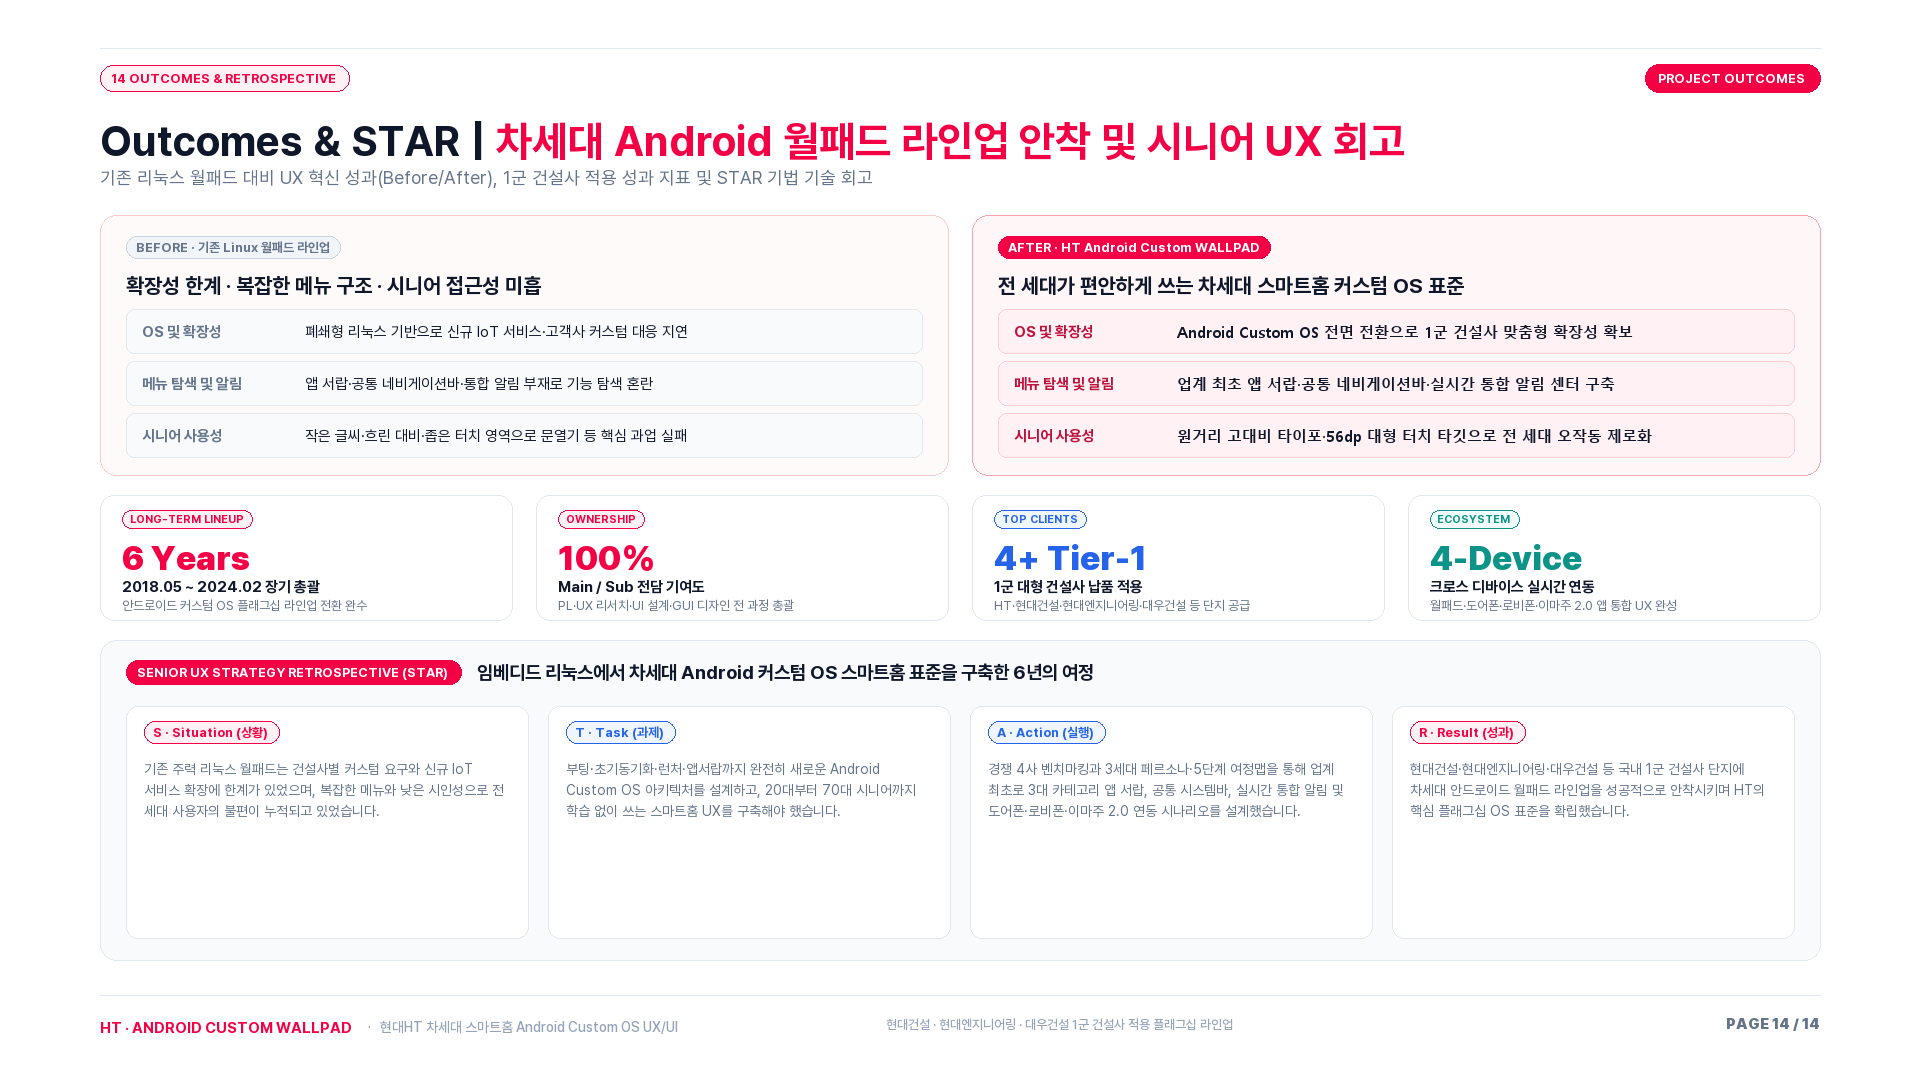 14 OUTCOMES & RETROSPECTIVE
PROJECT OUTCOMES
Outcomes & STAR | 차세대 Android 월패드 라인업 안착 및 시니어 UX 회고
기존 리눅스 월패드 대비 UX 혁신 성과(Before/After), 1군 건설사 적용 성과 지표 및 STAR 기법 기술 회고
BEFORE · 기존 Linux 월패드 라인업
확장성 한계 · 복잡한 메뉴 구조 · 시니어 접근성 미흡
OS 및 확장성
폐쇄형 리눅스 기반으로 신규 IoT 서비스·고객사 커스텀 대응 지연
메뉴 탐색 및 알림
앱 서랍·공통 네비게이션바·통합 알림 부재로 기능 탐색 혼란
시니어 사용성
작은 글씨·흐린 대비·좁은 터치 영역으로 문열기 등 핵심 과업 실패
AFTER · HT Android Custom WALLPAD
전 세대가 편안하게 쓰는 차세대 스마트홈 커스텀 OS 표준
OS 및 확장성
Android Custom OS 전면 전환으로 1군 건설사 맞춤형 확장성 확보
메뉴 탐색 및 알림
업계 최초 앱 서랍·공통 네비게이션바·실시간 통합 알림 센터 구축
시니어 사용성
원거리 고대비 타이포·56dp 대형 터치 타깃으로 전 세대 오작동 제로화
LONG-TERM LINEUP
6 Years
2018.05 ~ 2024.02 장기 총괄
안드로이드 커스텀 OS 플래그십 라인업 전환 완수
OWNERSHIP
100%
Main / Sub 전담 기여도
PL·UX 리서치·UI 설계·GUI 디자인 전 과정 총괄
TOP CLIENTS
4+ Tier-1
1군 대형 건설사 납품 적용
HT·현대건설·현대엔지니어링·대우건설 등 단지 공급
ECOSYSTEM
4-Device
크로스 디바이스 실시간 연동
월패드·도어폰·로비폰·이마주 2.0 앱 통합 UX 완성
SENIOR UX STRATEGY RETROSPECTIVE (STAR)
임베디드 리눅스에서 차세대 Android 커스텀 OS 스마트홈 표준을 구축한 6년의 여정
S · Situation (상황)
기존 주력 리눅스 월패드는 건설사별 커스텀 요구와 신규 IoT
서비스 확장에 한계가 있었으며, 복잡한 메뉴와 낮은 시인성으로 전
세대 사용자의 불편이 누적되고 있었습니다.
T · Task (과제)
부팅·초기동기화·런처·앱서랍까지 완전히 새로운 Android
Custom OS 아키텍처를 설계하고, 20대부터 70대 시니어까지
학습 없이 쓰는 스마트홈 UX를 구축해야 했습니다.
A · Action (실행)
경쟁 4사 벤치마킹과 3세대 페르소나·5단계 여정맵을 통해 업계
최초로 3대 카테고리 앱 서랍, 공통 시스템바, 실시간 통합 알림 및
도어폰·로비폰·이마주 2.0 연동 시나리오를 설계했습니다.
R · Result (성과)
현대건설·현대엔지니어링·대우건설 등 국내 1군 건설사 단지에
차세대 안드로이드 월패드 라인업을 성공적으로 안착시키며 HT의
핵심 플래그십 OS 표준을 확립했습니다.
HT · ANDROID CUSTOM WALLPAD · 현대HT 차세대 스마트홈 Android Custom OS UX/UI
현대건설 · 현대엔지니어링 · 대우건설 1군 건설사 적용 플래그십 라인업
PAGE 14 / 14